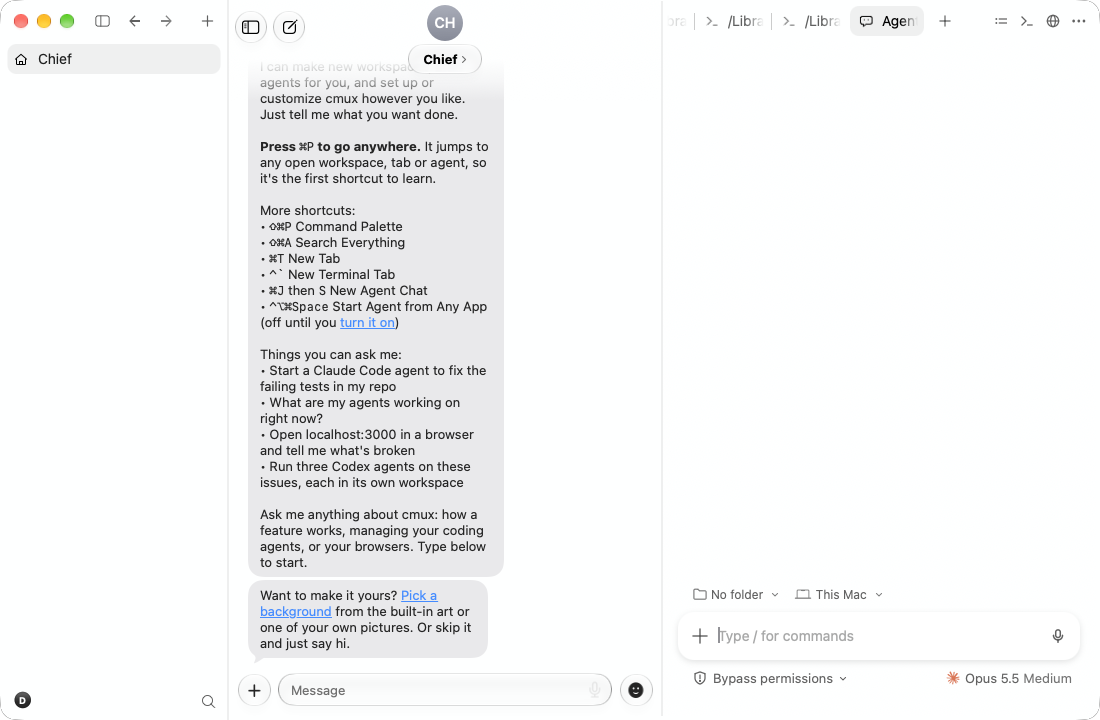 Chief
D
CH
Chief
I can make new
agents for you, and set up or
customize cmux however you like.
Just tell me what you want done.
Press ⌘P to go anywhere. It jumps to
any open workspace, tab or agent, so
it's the first shortcut to learn.
More shortcuts:
• ⇧⌘P Command Palette
• ⇧⌘A Search Everything
• ⌘T New Tab
• ^` New Terminal Tab
• ⌘J then S New Agent Chat
• ^⌥⌘Space Start Agent from Any App
(off until you turn it on)
Things you can ask me:
• Start a Claude Code agent to fix the
failing tests in my repo
• What are my agents working on
right now?
• Open localhost:3000 in a browser
and tell me what's broken
• Run three Codex agents on these
issues, each in its own workspace
Ask me anything about cmux: how a
feature works, managing your coding
agents, or your browsers. Type below
to start.
Want to make it yours? Pick a
background from the built-in art or
one of your own pictures. Or skip it
and just say hi.
Message
/Libra
/Libra
Agen
No folder
This Mac
Type / for commands
Bypass permissions
Opus 5.5 Medium